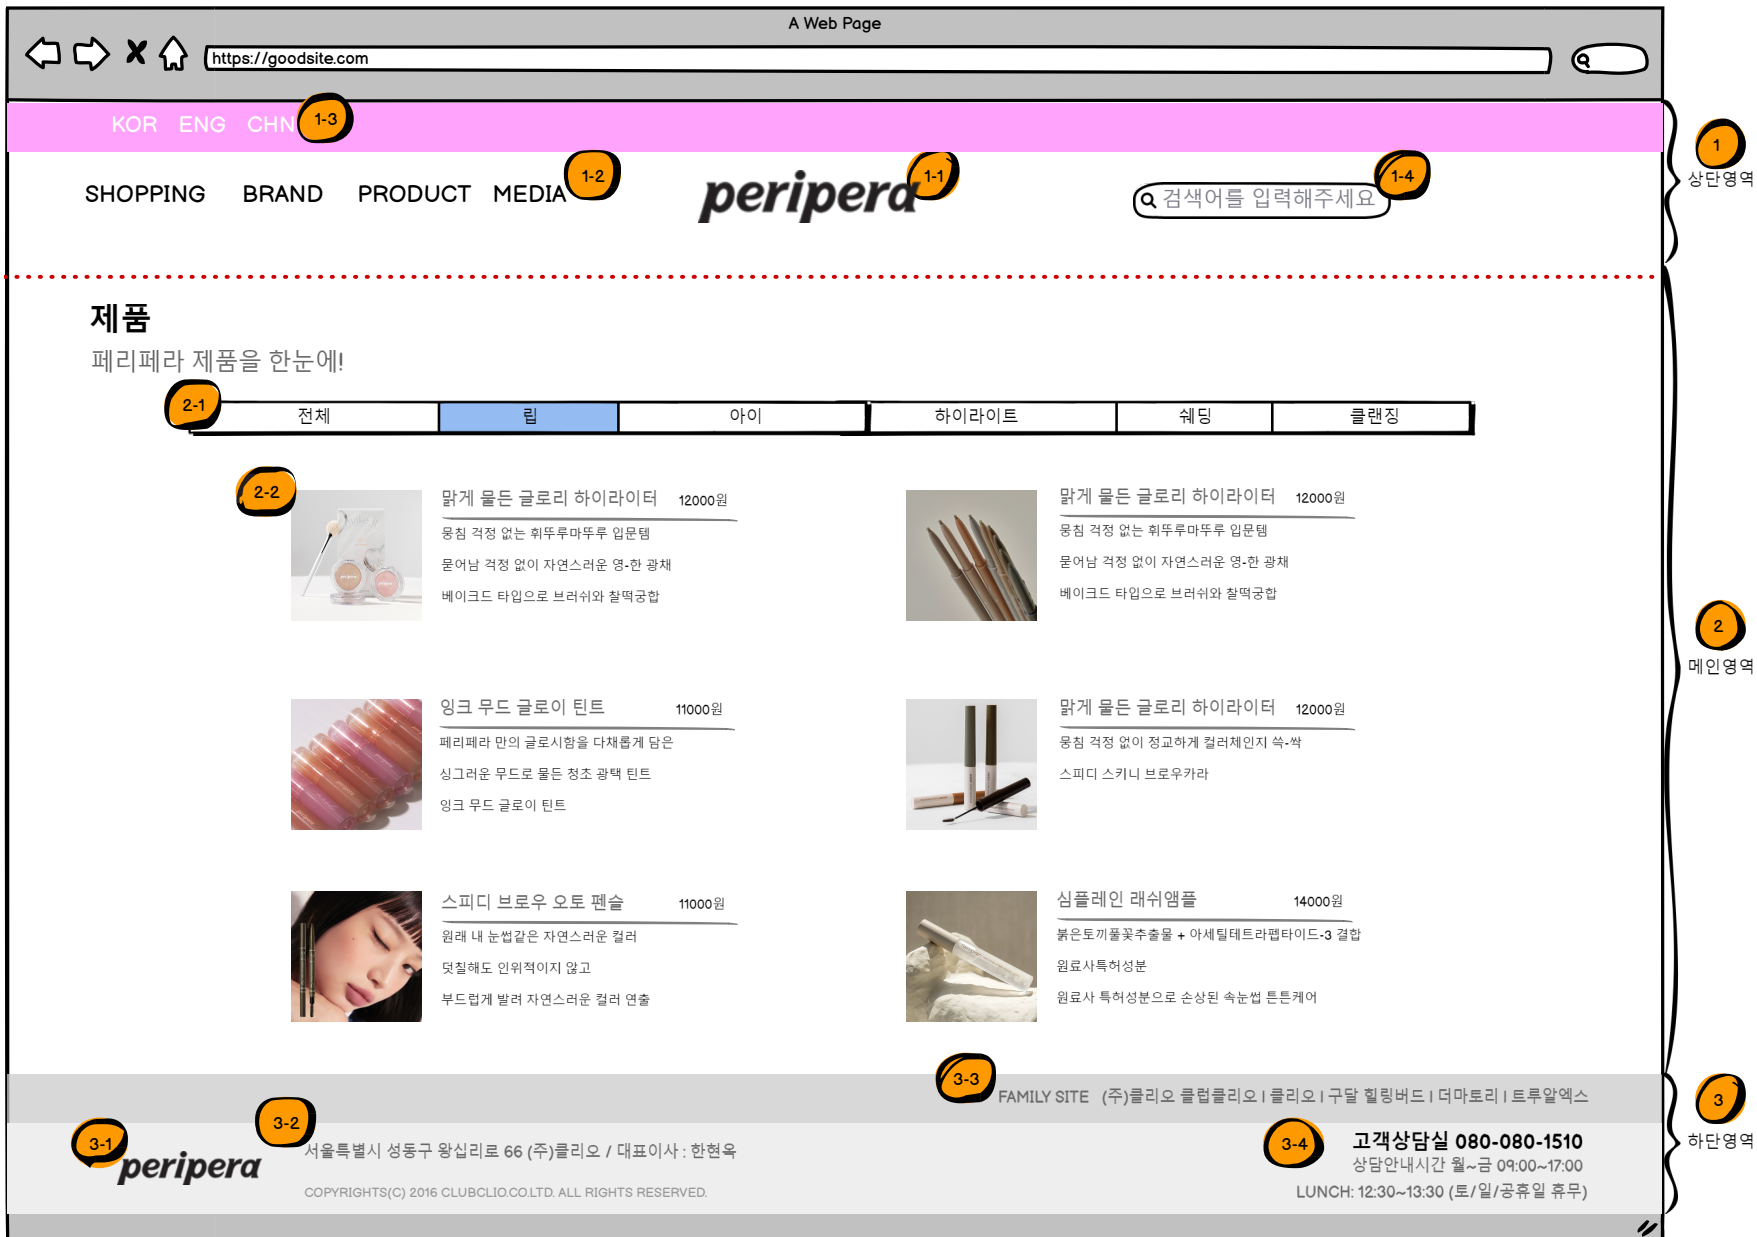 A Web Page
https://goodsite.com
KOR ENG CHN 1-3
1
상단영역
SHOPPING BRAND PRODUCT MEDIA 1-2
peripera 1-1
검색어를 입력해주세요 1-4
제품
페리페라 제품을 한눈에!
2-1
전체 립 아이 하이라이트 쉐딩 클랜징
2-2
맑게 물든 글로리 하이라이터 12000원
뭉침 걱정 없는 휘뚜루마뚜루 입문템
묻어남 걱정 없이 자연스러운 영-한 광채
베이크드 타입으로 브러쉬와 찰떡궁합
맑게 물든 글로리 하이라이터 12000원
뭉침 걱정 없는 휘뚜루마뚜루 입문템
묻어남 걱정 없이 자연스러운 영-한 광채
베이크드 타입으로 브러쉬와 찰떡궁합
2
메인영역
잉크 무드 글로이 틴트 11000원
페리페라 만의 글로시함을 다채롭게 담은
싱그러운 무드로 물든 청초 광택 틴트
잉크 무드 글로이 틴트
맑게 물든 글로리 하이라이터 12000원
뭉침 걱정 없이 정교하게 컬러체인지 쓱-싹
스피디 스키니 브로우카라
스피디 브로우 오토 펜슬 11000원
원래 내 눈썹같은 자연스러운 컬러
덧칠해도 인위적이지 않고
부드럽게 발려 자연스러운 컬러 연출
심플레인 래쉬앰플 14000원
붉은토끼풀꽃추출물 + 아세틸테트라펩타이드-3 결합
원료사특허성분
원료사 특허성분으로 손상된 속눈썹 튼튼케어
3-3
FAMILY SITE (주)클리오 클럽클리오 I 클리오 I 구달 힐링버드 I 더마토리 I 트루알엑스
3
하단영역
3-1
peripera
3-2
서울특별시 성동구 왕십리로 66 (주)클리오 / 대표이사 : 한현옥
COPYRIGHTS(C) 2016 CLUBCLIO.CO.LTD. ALL RIGHTS RESERVED.
3-4
고객상담실 080-080-1510
상담안내시간 월~금 09:00~17:00
LUNCH: 12:30~13:30 (토/일/공휴일 휴무)